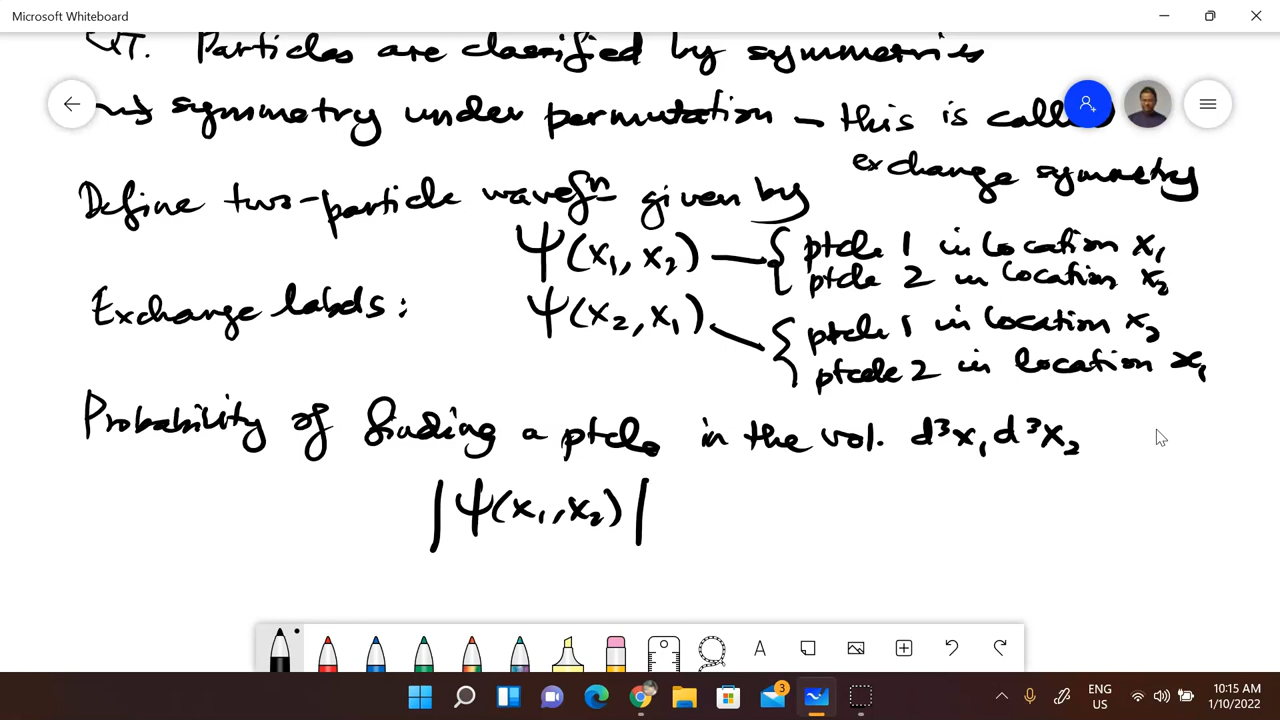 Microsoft Whiteboard
QT. Particles are classified by symmetries
symmetry under permutation – this is called
exchange symmetry
Define two-particle wavefn given by
Ψ(x₁, x₂) — { ptcle 1 in location x₁
ptcle 2 in location x₂
Exchange labels: Ψ(x₂, x₁) — { ptcle 1 in location x₂
ptcle 2 in location x₁
Probability of finding a ptcle in the vol. d³x₁ d³x₂
|Ψ(x₁, x₂)|
A
3
ENG
US
10:15 AM
1/10/2022